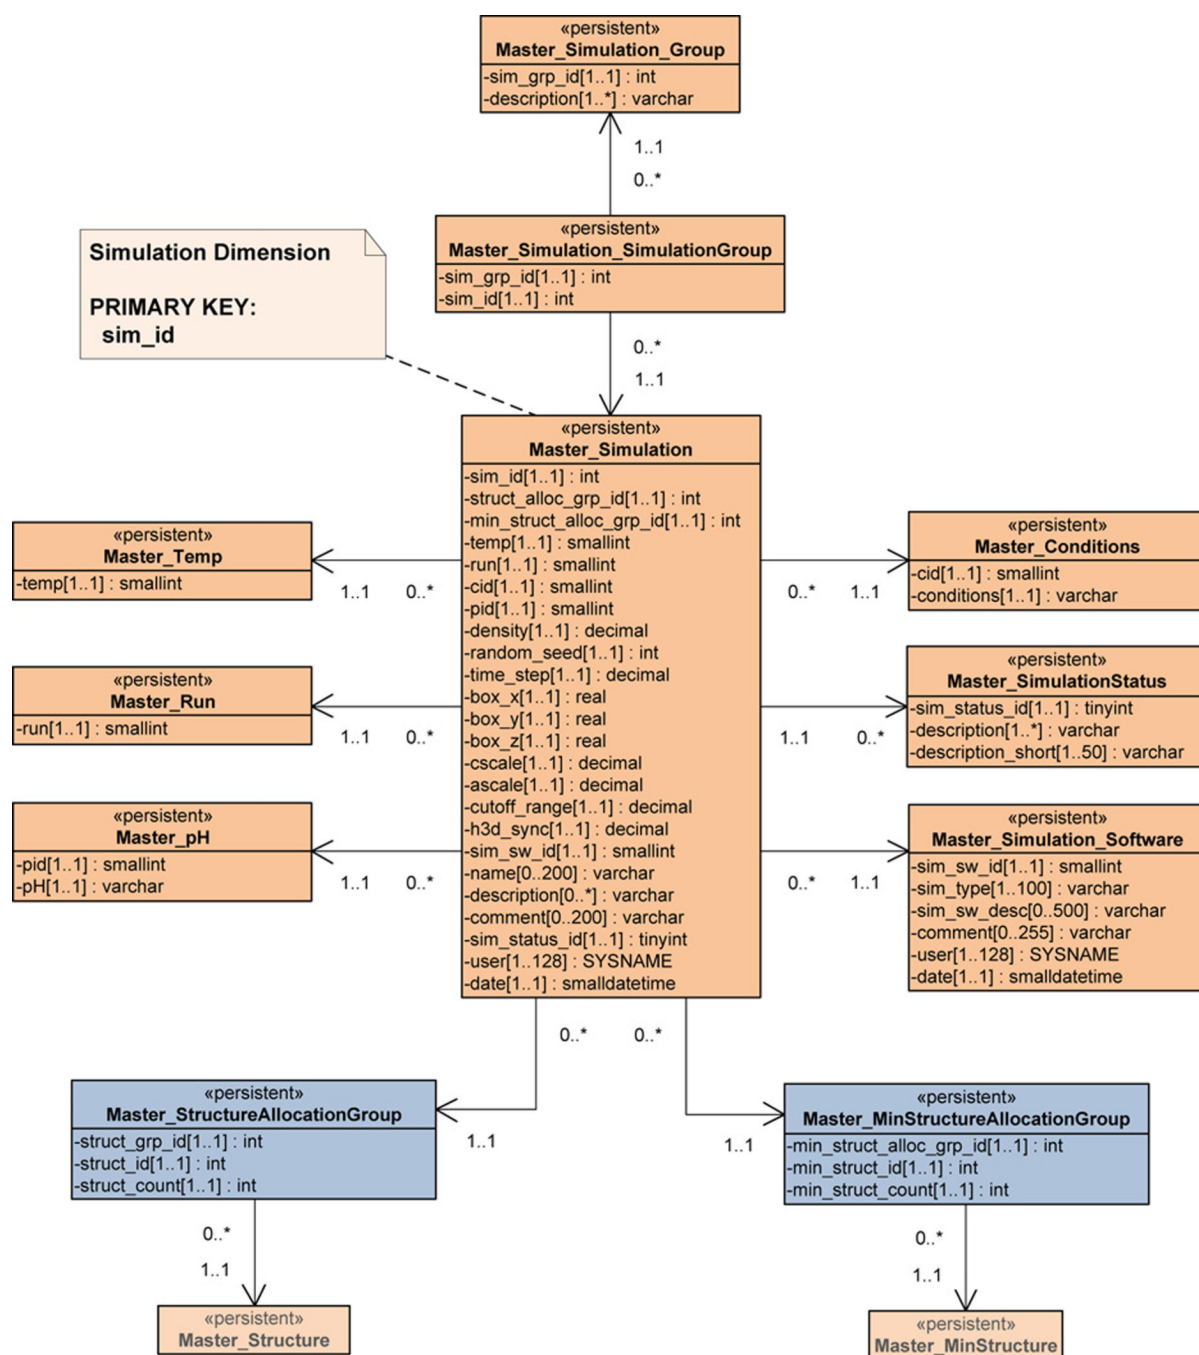 «persistent»
Master_Simulation_Group
-sim_grp_id[1..1] : int
-description[1..*] : varchar
1..1
0..*
«persistent»
Master_Simulation_SimulationGroup
-sim_grp_id[1..1] : int
-sim_id[1..1] : int
Simulation Dimension
PRIMARY KEY:
sim_id
0..*
1..1
«persistent»
Master_Simulation
-sim_id[1..1] : int
-struct_alloc_grp_id[1..1] : int
-min_struct_alloc_grp_id[1..1] : int
-temp[1..1] : smallint
-run[1..1] : smallint
-cid[1..1] : smallint
-pid[1..1] : smallint
-density[1..1] : decimal
-random_seed[1..1] : int
-time_step[1..1] : decimal
-box_x[1..1] : real
-box_y[1..1] : real
-box_z[1..1] : real
-cscale[1..1] : decimal
-ascale[1..1] : decimal
-cutoff_range[1..1] : decimal
-h3d_sync[1..1] : decimal
-sim_sw_id[1..1] : smallint
-name[0..200] : varchar
-description[0..*] : varchar
-comment[0..200] : varchar
-sim_status_id[1..1] : tinyint
-user[1..128] : SYSNAME
-date[1..1] : smalldatetime
«persistent»
Master_Temp
-temp[1..1] : smallint
1..1 0..*
«persistent»
Master_Run
-run[1..1] : smallint
1..1 0..*
«persistent»
Master_pH
-pid[1..1] : smallint
-pH[1..1] : varchar
1..1 0..*
«persistent»
Master_Conditions
-cid[1..1] : smallint
-conditions[1..1] : varchar
0..* 1..1
«persistent»
Master_SimulationStatus
-sim_status_id[1..1] : tinyint
-description[1..*] : varchar
-description_short[1..50] : varchar
1..1 0..*
«persistent»
Master_Simulation_Software
-sim_sw_id[1..1] : smallint
-sim_type[1..100] : varchar
-sim_sw_desc[0..500] : varchar
-comment[0..255] : varchar
-user[1..128] : SYSNAME
-date[1..1] : smalldatetime
0..* 1..1
0..* 0..*
«persistent»
Master_StructureAllocationGroup
-struct_grp_id[1..1] : int
-struct_id[1..1] : int
-struct_count[1..1] : int
1..1
1..1
«persistent»
Master_MinStructureAllocationGroup
-min_struct_alloc_grp_id[1..1] : int
-min_struct_id[1..1] : int
-min_struct_count[1..1] : int
0..*
1..1
«persistent»
Master_Structure
0..*
1..1
«persistent»
Master_MinStructure